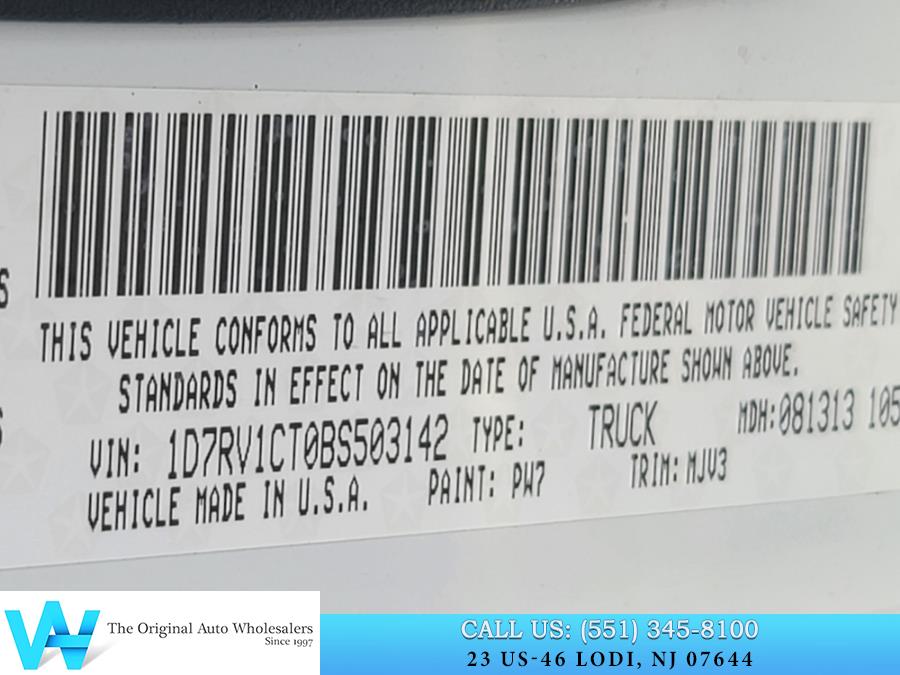 THIS VEHICLE CONFORMS TO ALL APPLICABLE U.S.A. FEDERAL MOTOR VEHICLE SAFETY
STANDARDS IN EFFECT ON THE DATE OF MANUFACTURE SHOWN ABOVE.
VIN: 1D7RV1CT0BS503142 TYPE: TRUCK MDH:081313 105
VEHICLE MADE IN U.S.A. PAINT: PW7 TRIM: MJV3
The Original Auto Wholesalers
Since 1997
CALL US: (551) 345-8100
23 US-46 LODI, NJ 07644